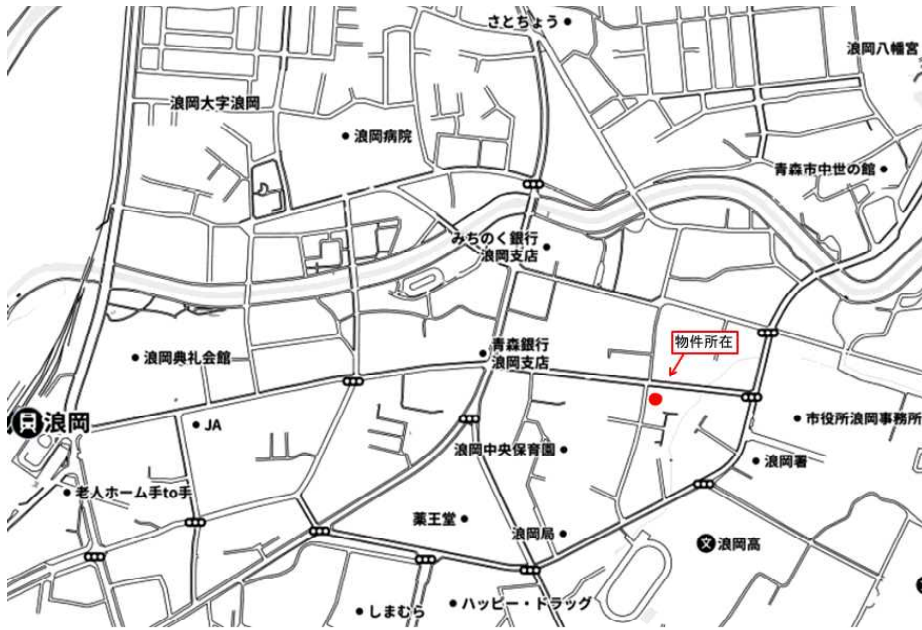 さとちょう
浪岡八幡宮
浪岡大字浪岡
浪岡病院
青森市中世の館
みちのく銀行
浪岡支店
物件所在
青森銀行
浪岡支店
浪岡典礼会館
浪岡
JA
市役所浪岡事務所
浪岡中央保育園
浪岡署
老人ホーム手to手
薬王堂
浪岡局
文
浪岡高
しまむら
ハッピー・ドラッグ